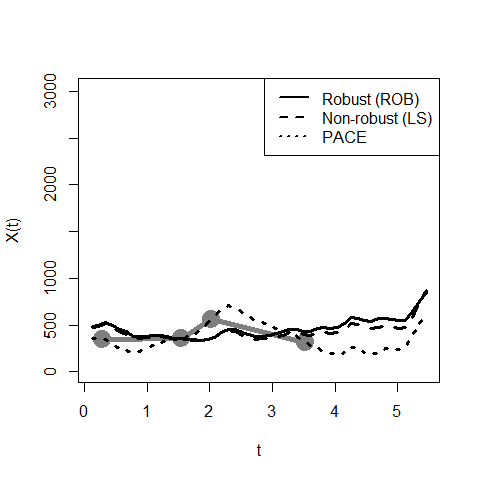 Robust (ROB)
Non-robust (LS)
PACE
X(t)
3000
2000
1000
500
0
0 1 2 3 4 5
t